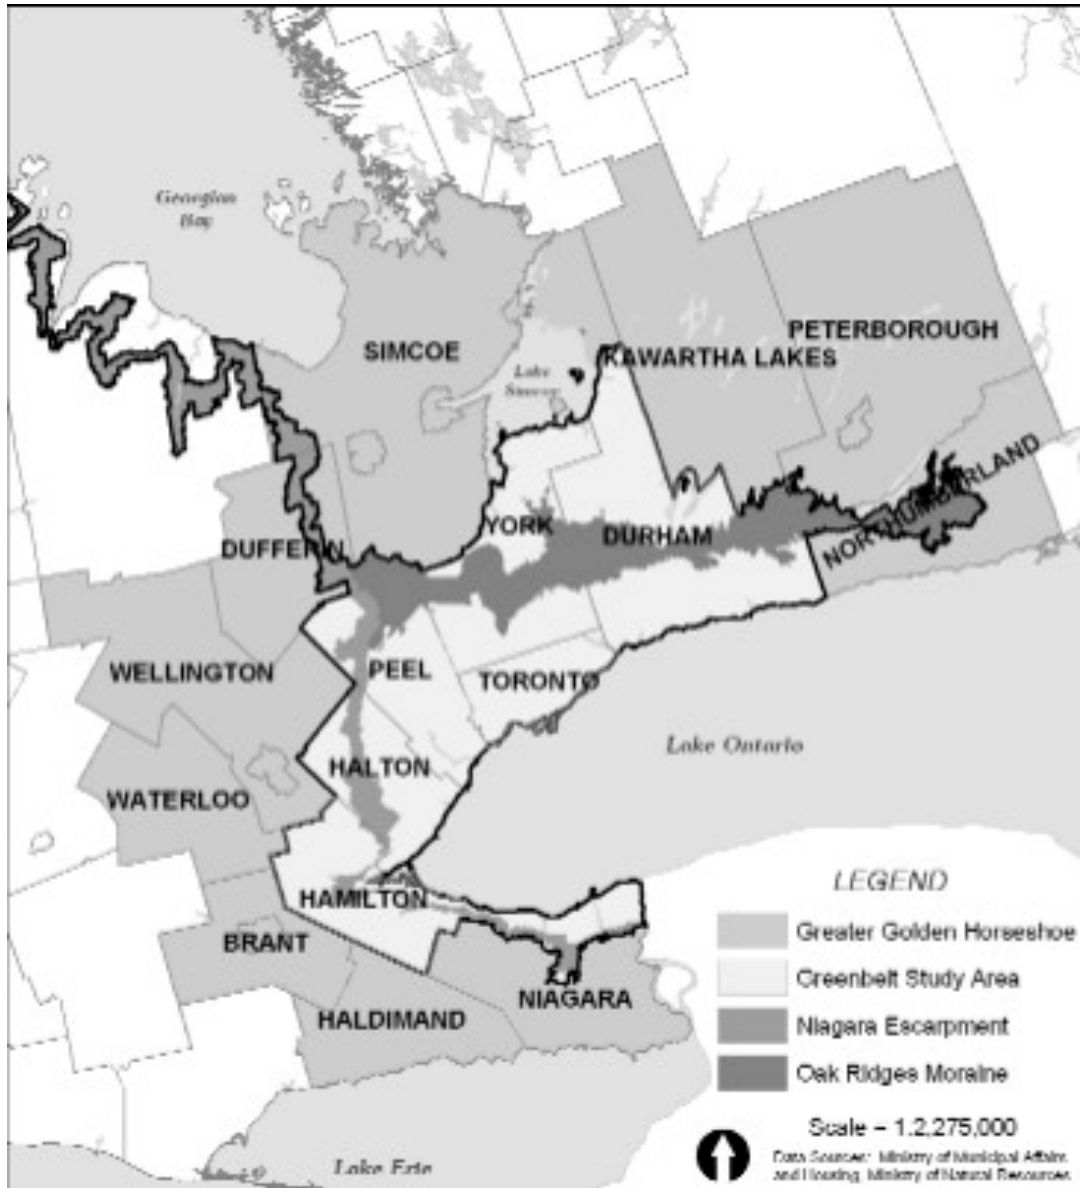 Georgian
Bay
SIMCOE
PETERBOROUGH
KAWARTHA LAKES
Lake
Simcoe
YORK
DURHAM
NORTHUMBERLAND
DUFFERIN
WELLINGTON
PEEL
TORONTO
Lake Ontario
HALTON
WATERLOO
HAMILTON
BRANT
NIAGARA
HALDIMAND
Lake Erie
LEGEND
Greater Golden Horseshoe
Greenbelt Study Area
Niagara Escarpment
Oak Ridges Moraine
Scale - 1:2,275,000
Data Sources: Ministry of Municipal Affairs
and Housing, Ministry of Natural Resources